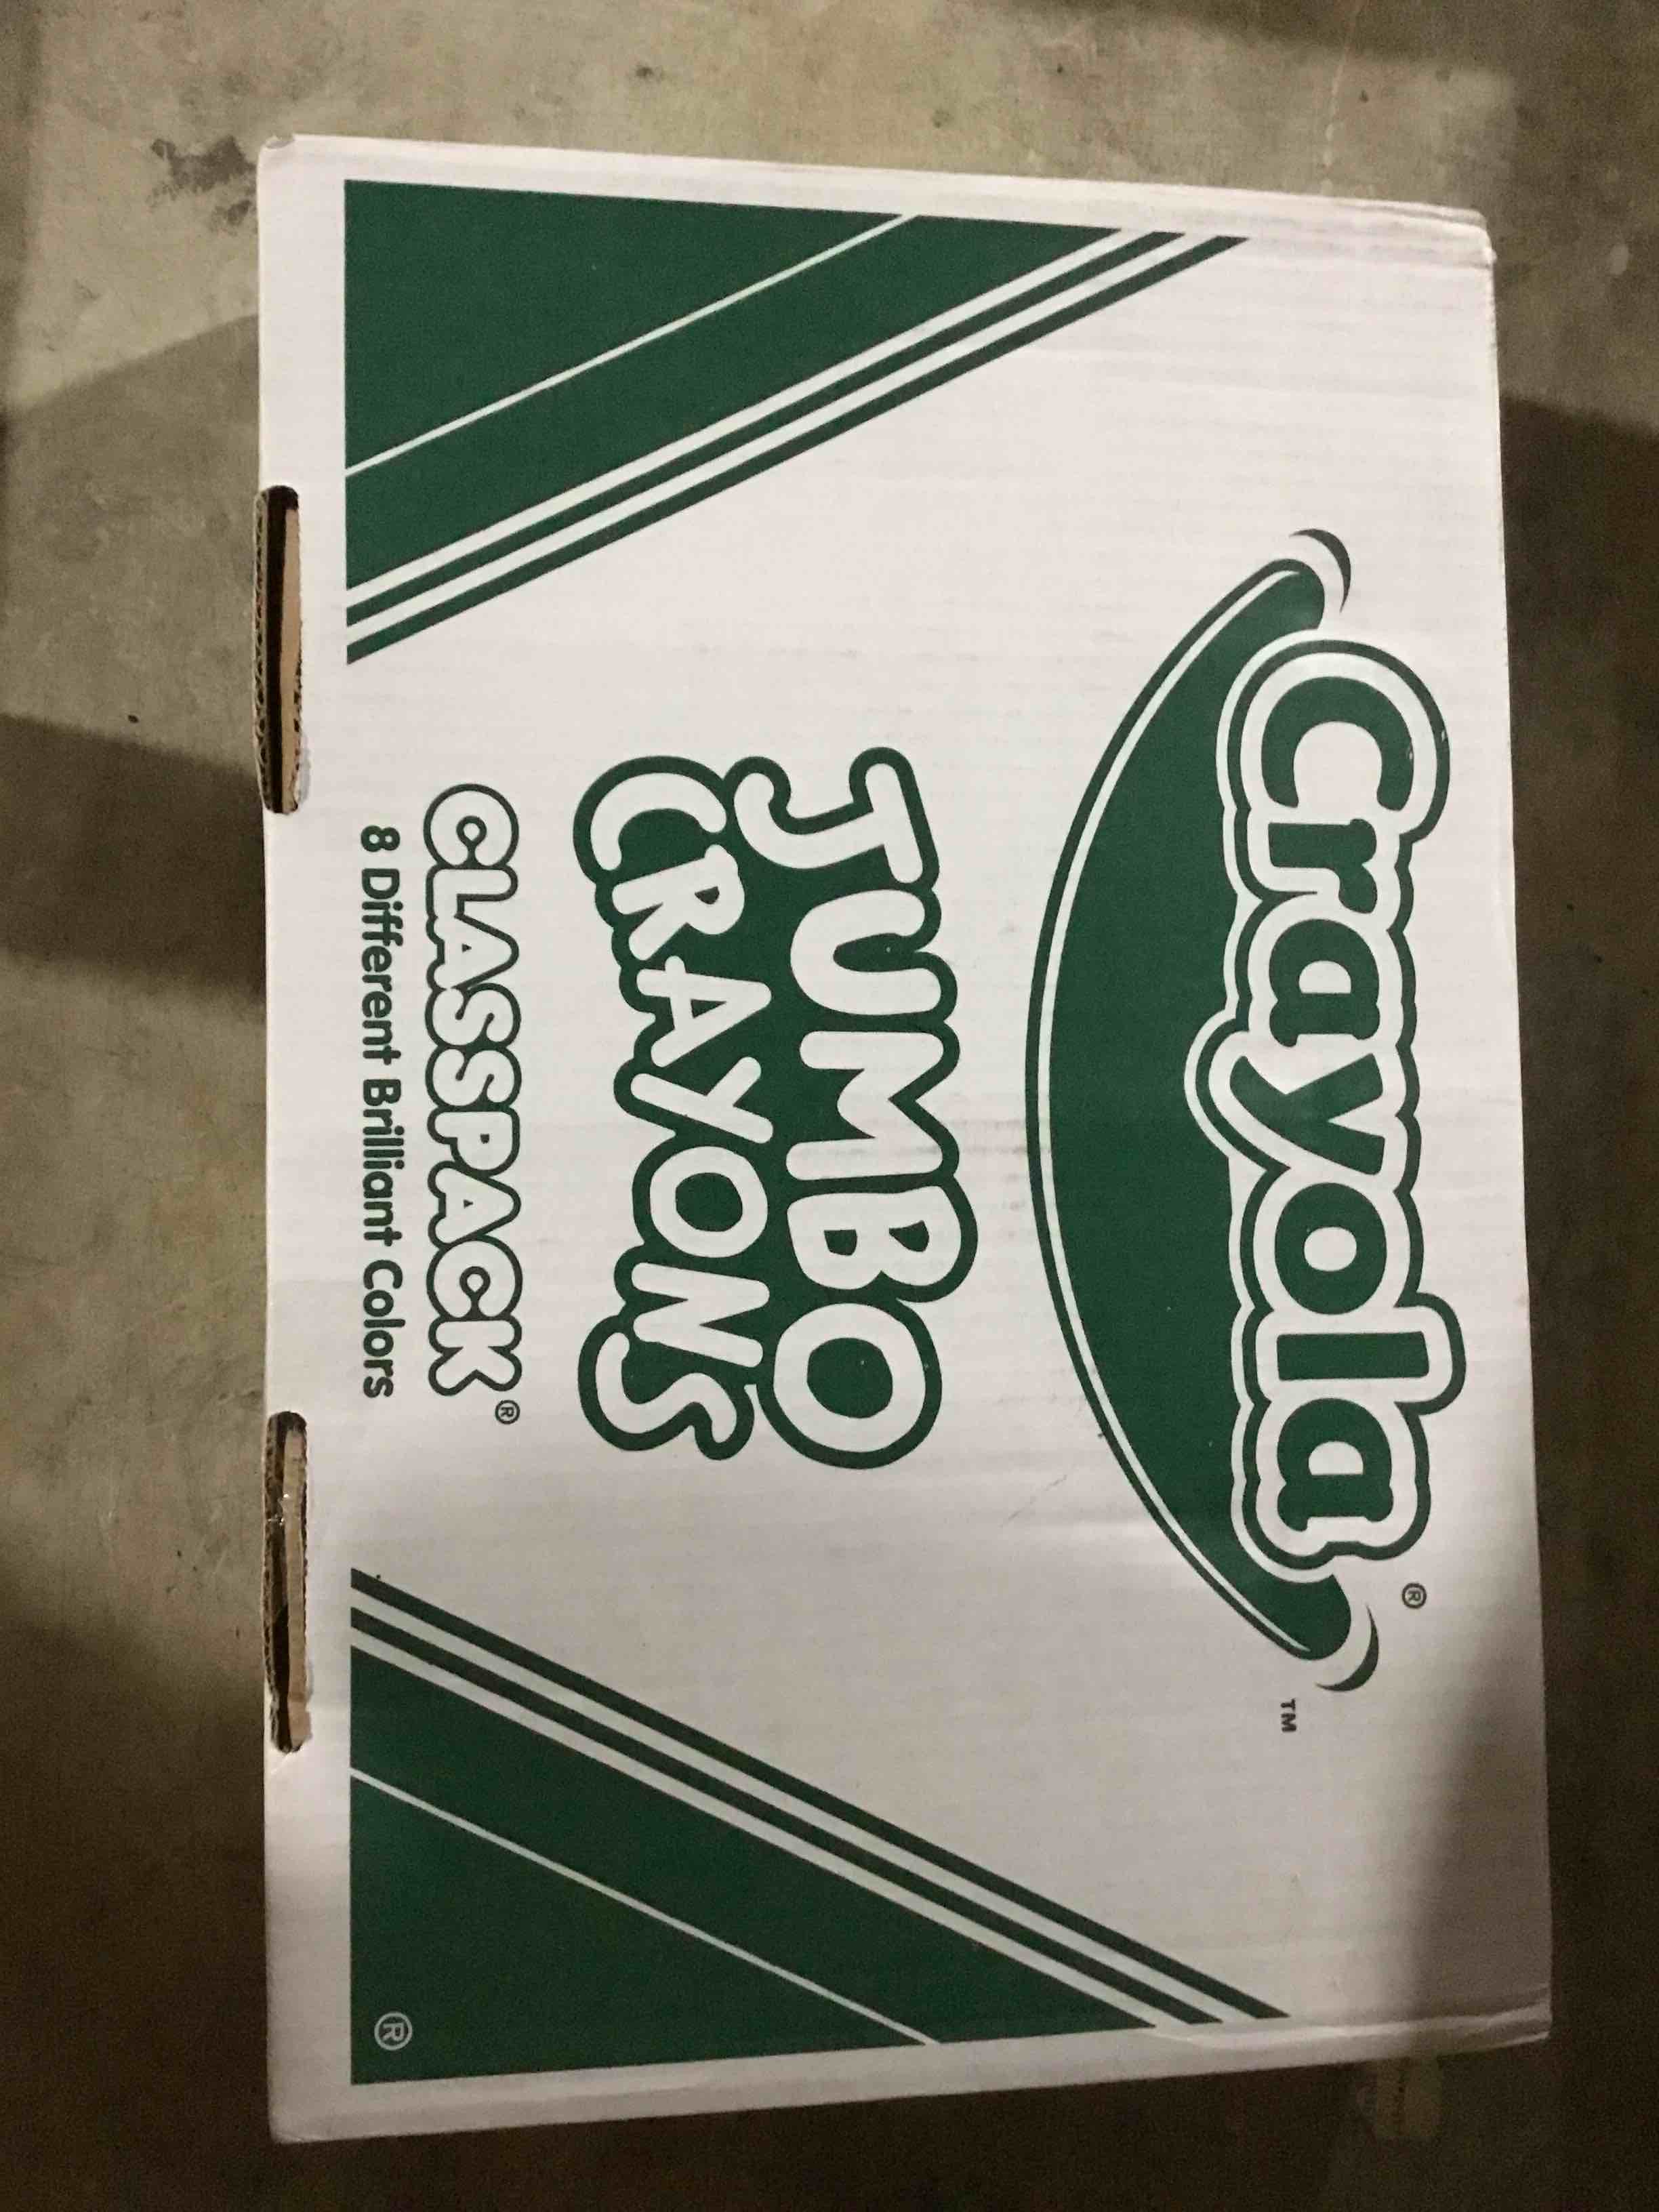 Crayola®
™
JUMBO
CRAYONS
CLASSPACK®
8 Different Brilliant Colors
®